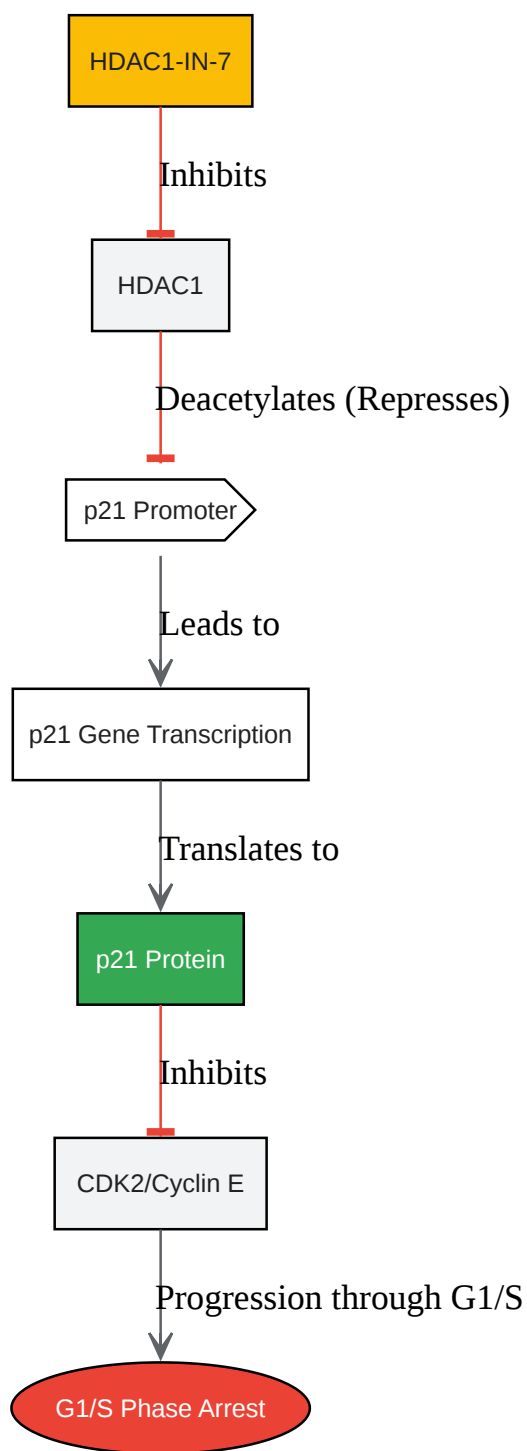 HDAC1-IN-7
Inhibits
HDAC1
Deacetylates (Represses)
p21 Promoter
Leads to
p21 Gene Transcription
Translates to
p21 Protein
Inhibits
CDK2/Cyclin E
Progression through G1/S
G1/S Phase Arrest